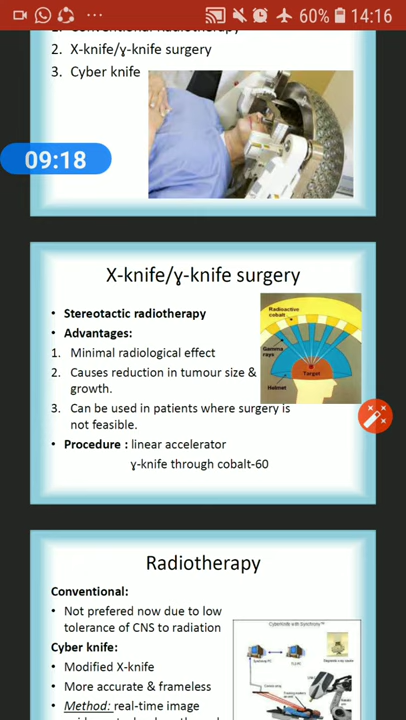 60% 14:16
1. Conventional radiotherapy
2. X-knife/ɣ-knife surgery
3. Cyber knife
09:18
X-knife/ɣ-knife surgery
• Stereotactic radiotherapy
• Advantages:
1. Minimal radiological effect
2. Causes reduction in tumour size &
growth.
3. Can be used in patients where surgery is
not feasible.
• Procedure : linear accelerator
ɣ-knife through cobalt-60
Radioactive
cobalt
Gamma
rays
Target
Helmet
Radiotherapy
Conventional:
• Not prefered now due to low
tolerance of CNS to radiation
Cyber knife:
• Modified X-knife
• More accurate & frameless
• Method: real-time image